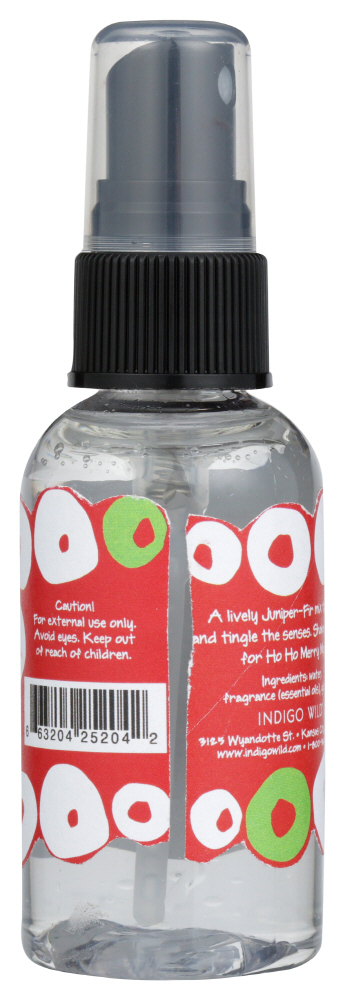 Caution!
For external use only.
Avoid eyes. Keep out
of reach of children.
63204 25204 2
A lively Juniper-Fir
and tingle the senses.
for Ho Ho Merry
Ingredients: water,
fragrance (essential oils),
INDIGO WILD
3125 Wyandotte St. • Kansas
www.indigowild.com • 1-800-